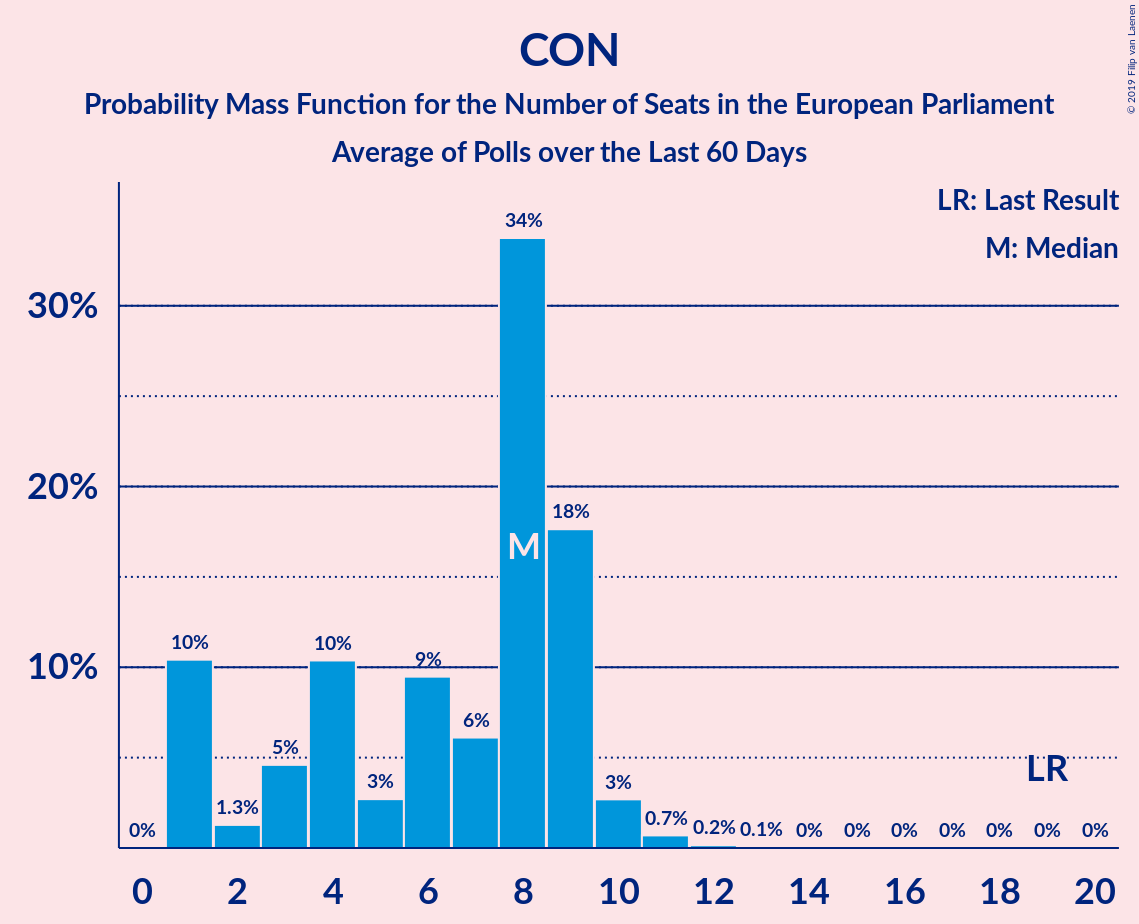 CON
Probability Mass Function for the Number of Seats in the European Parliament
Average of Polls over the Last 60 Days
© 2019 Filip van Laenen
LR: Last Result
M: Median
34%
30%
20%
18%
M
10%
10%
10%
9%
6%
5%
LR
3%
3%
1.3%
0.7%
0% 0.2% 0.1% 0% 0% 0% 0% 0% 0% 0%
0 2 4 6 8 10 12 14 16 18 20